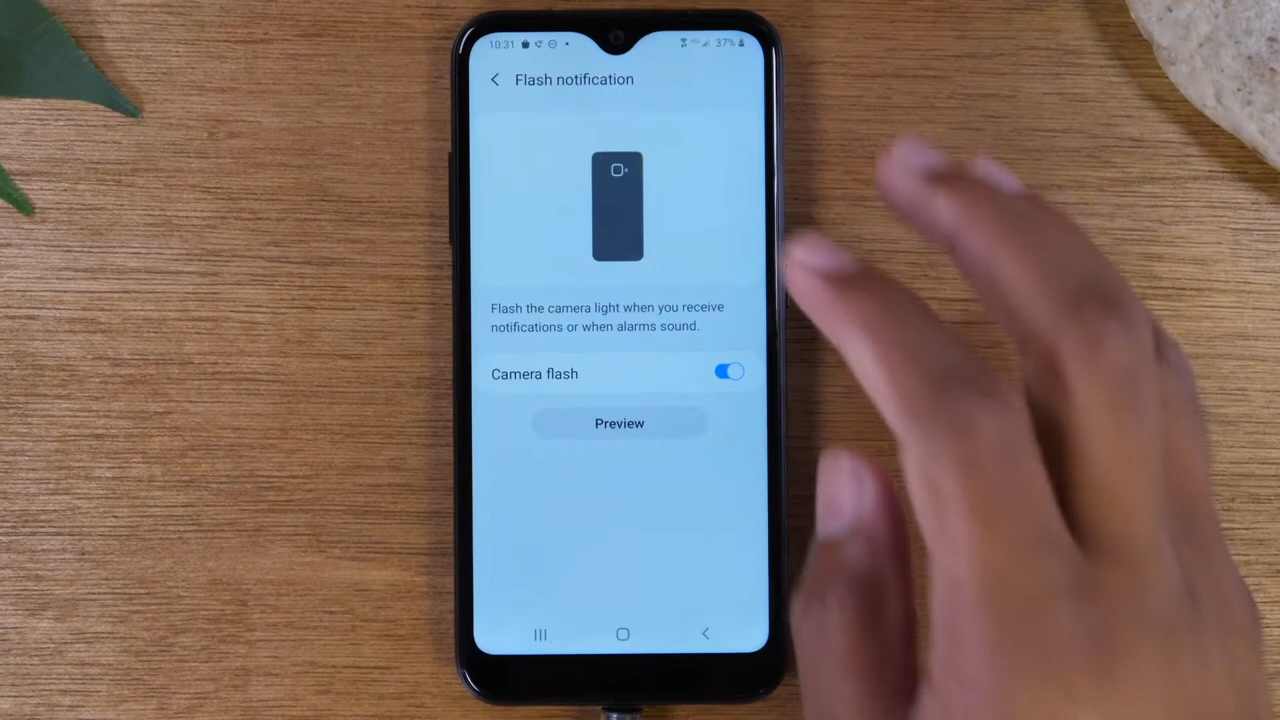 10:31
37%
Flash notification
Flash the camera light when you receive
notifications or when alarms sound.
Camera flash
Preview